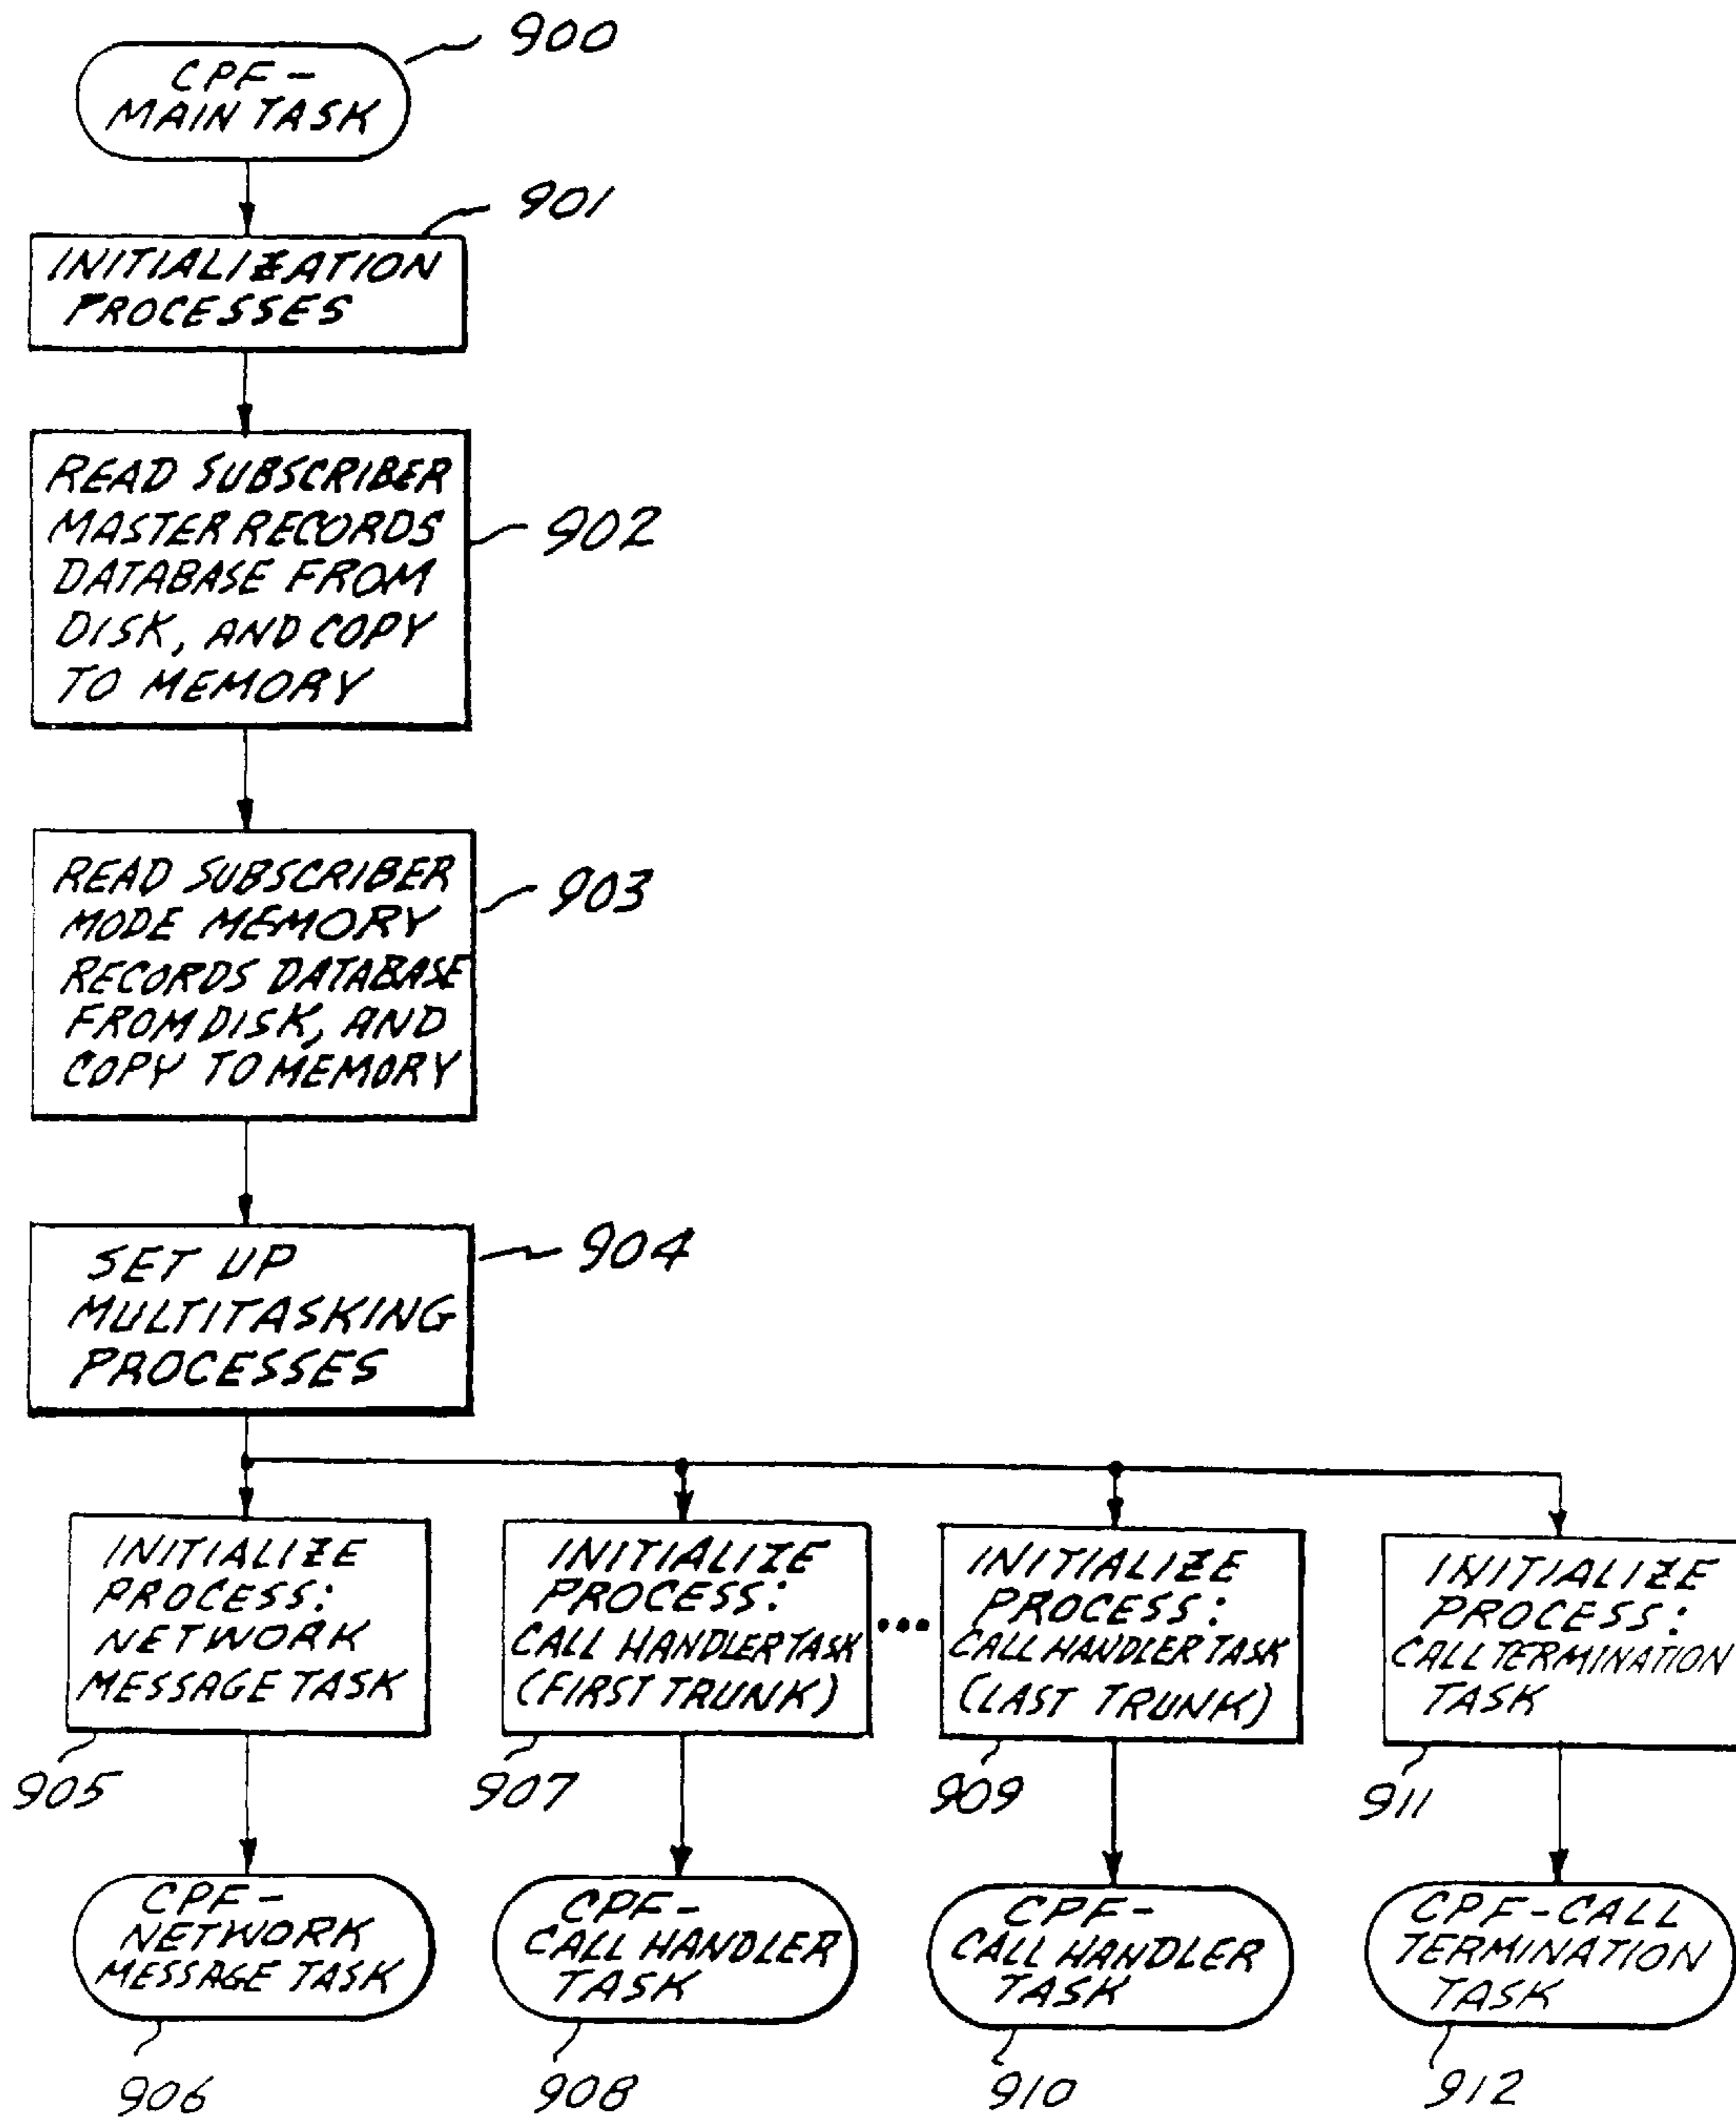 CPF-
MAIN TASK
900
901
INITIALIZATION
PROCESSES
READ SUBSCRIBER
MASTER RECORDS
DATABASE FROM
DISK, AND COPY
TO MEMORY
902
READ SUBSCRIBER
MODE MEMORY
RECORDS DATABASE
FROM DISK, AND
COPY TO MEMORY
903
SET UP
MULTITASKING
PROCESSES
904
INITIALIZE
PROCESS:
NETWORK
MESSAGE TASK
905
INITIALIZE
PROCESS:
CALL HANDLER TASK
(FIRST TRUNK)
907
•••
INITIALIZE
PROCESS:
CALL HANDLER TASK
(LAST TRUNK)
909
INITIALIZE
PROCESS:
CALL TERMINATION
TASK
911
CPF-
NETWORK
MESSAGE TASK
906
CPF-
CALL HANDLER
TASK
908
CPF-
CALL HANDLER
TASK
910
CPF-CALL
TERMINATION
TASK
912